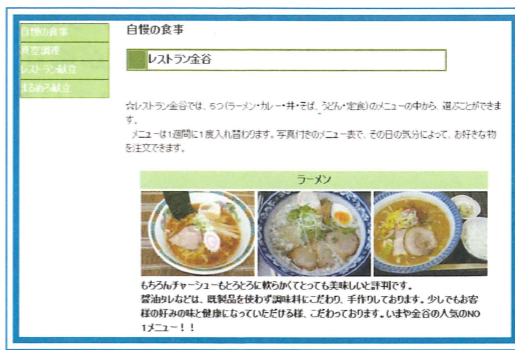 自慢の食事
真空調理
レストラン献立
まるめろ献立
自慢の食事
レストラン金谷
☆レストラン金谷では、5つ(ラーメン・カレー・丼・そば、うどん・定食)のメニューの中から、選ぶことができま
す。
メニューは1週間に1度入れ替わります。写真付きのメニュー表で、その日の気分によって、お好きな物
を注文できます。
ラーメン
もちろんチャーシューもとろとろに軟らかくてとっても美味しいと評判です。
醤油タレなどは、既製品を使わず調味料にこだわり、手作りしております。少しでもお客
様の好みの味と健康になっていただける様、こだわっております。いまや金谷の人気のNO
1メニュー！！